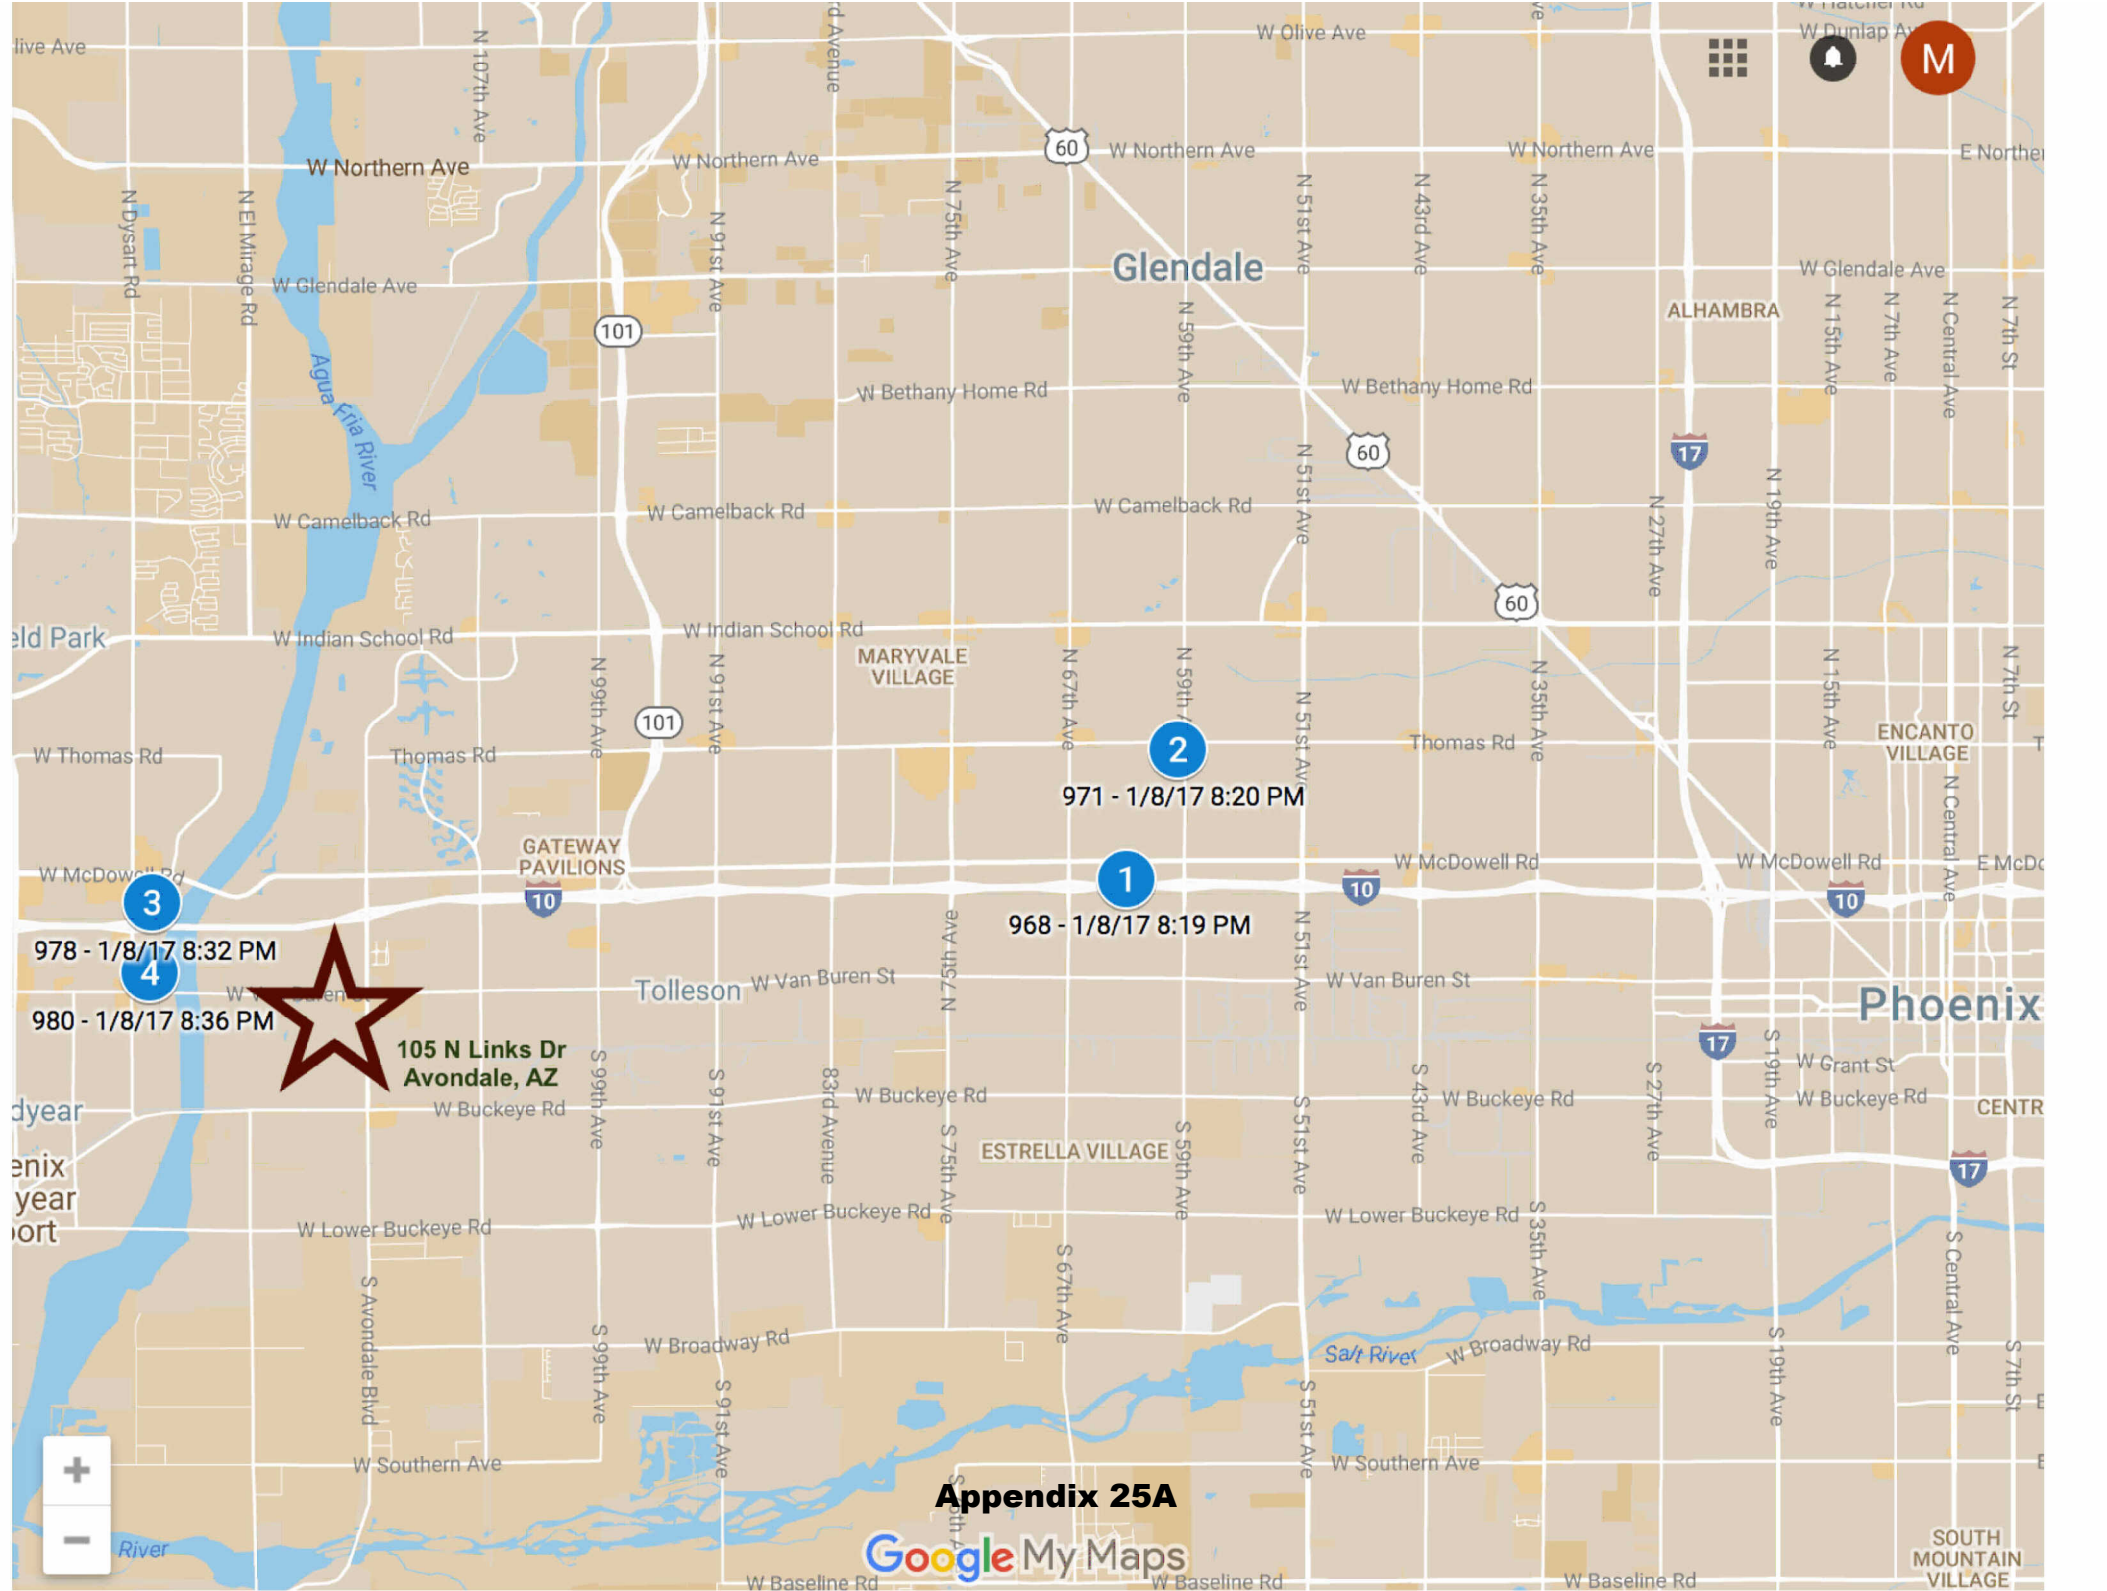 W Hatcher Rd
W Dunlap Av
live Ave
W Olive Ave
M
N 107th Ave
rd Avenue
60
W Northern Ave
W Northern Ave
W Northern Ave
W Northern Ave
E Norther
N Dysart Rd
N El Mirage Rd
N 91st Ave
N 75th Ave
N 51st Ave
N 43rd Ave
N 35th Ave
Glendale
W Glendale Ave
W Glendale Ave
ALHAMBRA
N 59th Ave
N 15th Ave
N 7th Ave
N Central Ave
N 7th St
101
Agua Fria River
W Bethany Home Rd
W Bethany Home Rd
60
17
N 51st Ave
N 19th Ave
N 27th Ave
W Camelback Rd
W Camelback Rd
W Camelback Rd
60
eld Park
W Indian School Rd
W Indian School Rd
MARYVALE
VILLAGE
N 99th Ave
N 91st Ave
N 67th Ave
N 59th
N 51st Ave
N 35th Ave
N 15th Ave
N 7th St
101
ENCANTO
VILLAGE
W Thomas Rd
Thomas Rd
2
Thomas Rd
971 - 1/8/17 8:20 PM
N Central Ave
GATEWAY
PAVILIONS
W McDowell Rd
W McDowell Rd
W McDowell Rd
E McDo
1
3
10
10
10
968 - 1/8/17 8:19 PM
978 - 1/8/17 8:32 PM
4
N 75th Ave
N 51st Ave
Tolleson
W Van Buren St
W Van Buren St
980 - 1/8/17 8:36 PM
Phoenix
105 N Links Dr
Avondale, AZ
17
S 19th Ave
W Grant St
dyear
W Buckeye Rd
W Buckeye Rd
W Buckeye Rd
W Buckeye Rd
CENTR
S 99th Ave
S 91st Ave
83rd Avenue
S 75th Ave
S 59th Ave
S 51st Ave
S 43rd Ave
S 27th Ave
ESTRELLA VILLAGE
enix
year
ort
17
W Lower Buckeye Rd
W Lower Buckeye Rd
W Lower Buckeye Rd
S 35th Ave
S Avondale Blvd
S 67th Ave
S Central Ave
S 99th Ave
W Broadway Rd
Salt River
W Broadway Rd
S 19th Ave
S 7th St
S 91st Ave
S 51st Ave
E
+
W Southern Ave
W Southern Ave
E
Appendix 25A
−
River
Google My Maps
SOUTH
MOUNTAIN
VILLAGE
W Baseline Rd
W Baseline Rd
W Baseline Rd